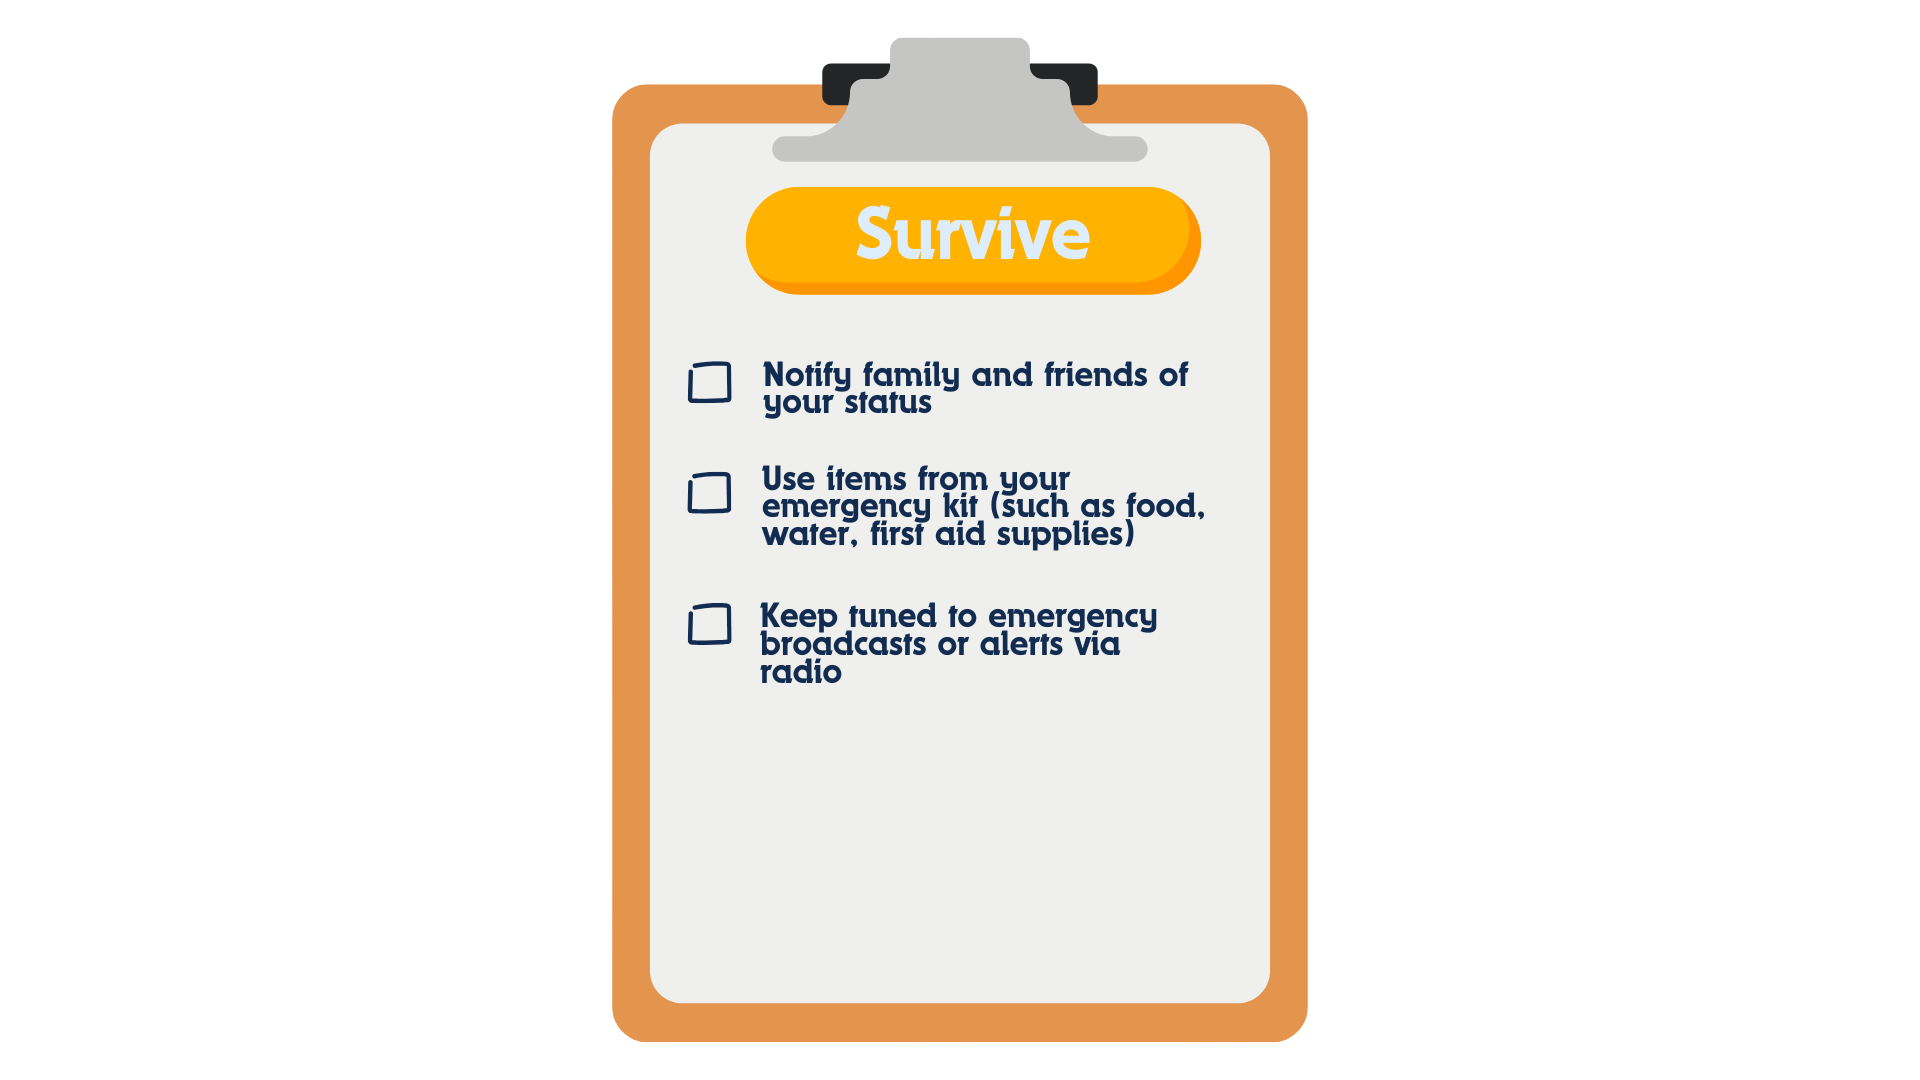 Survive
Notify family and friends of
your status
Use items from your
emergency kit (such as food,
water, first aid supplies)
Keep tuned to emergency
broadcasts or alerts via
radio